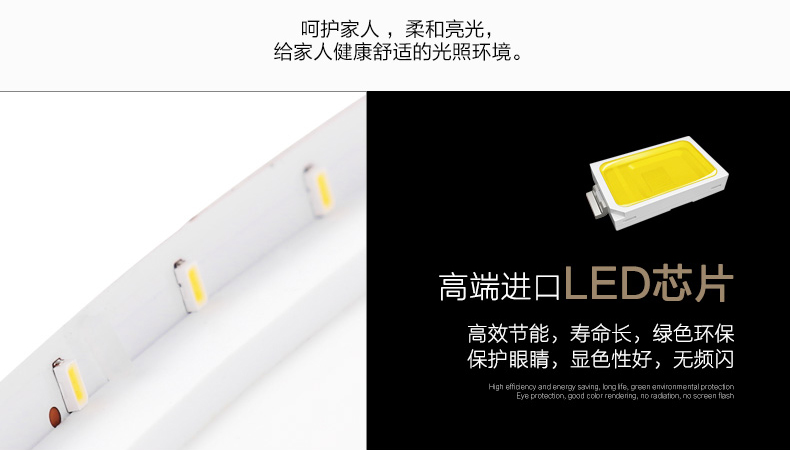 呵护家人 ，柔和亮光，
给家人健康舒适的光照环境。
高端进口LED芯片
高效节能，寿命长，绿色环保
保护眼睛，显色性好，无频闪
High efficiency and energy saving, long life, green environmental protection
Eye protection, good color rendering, no radiation, no screen flash